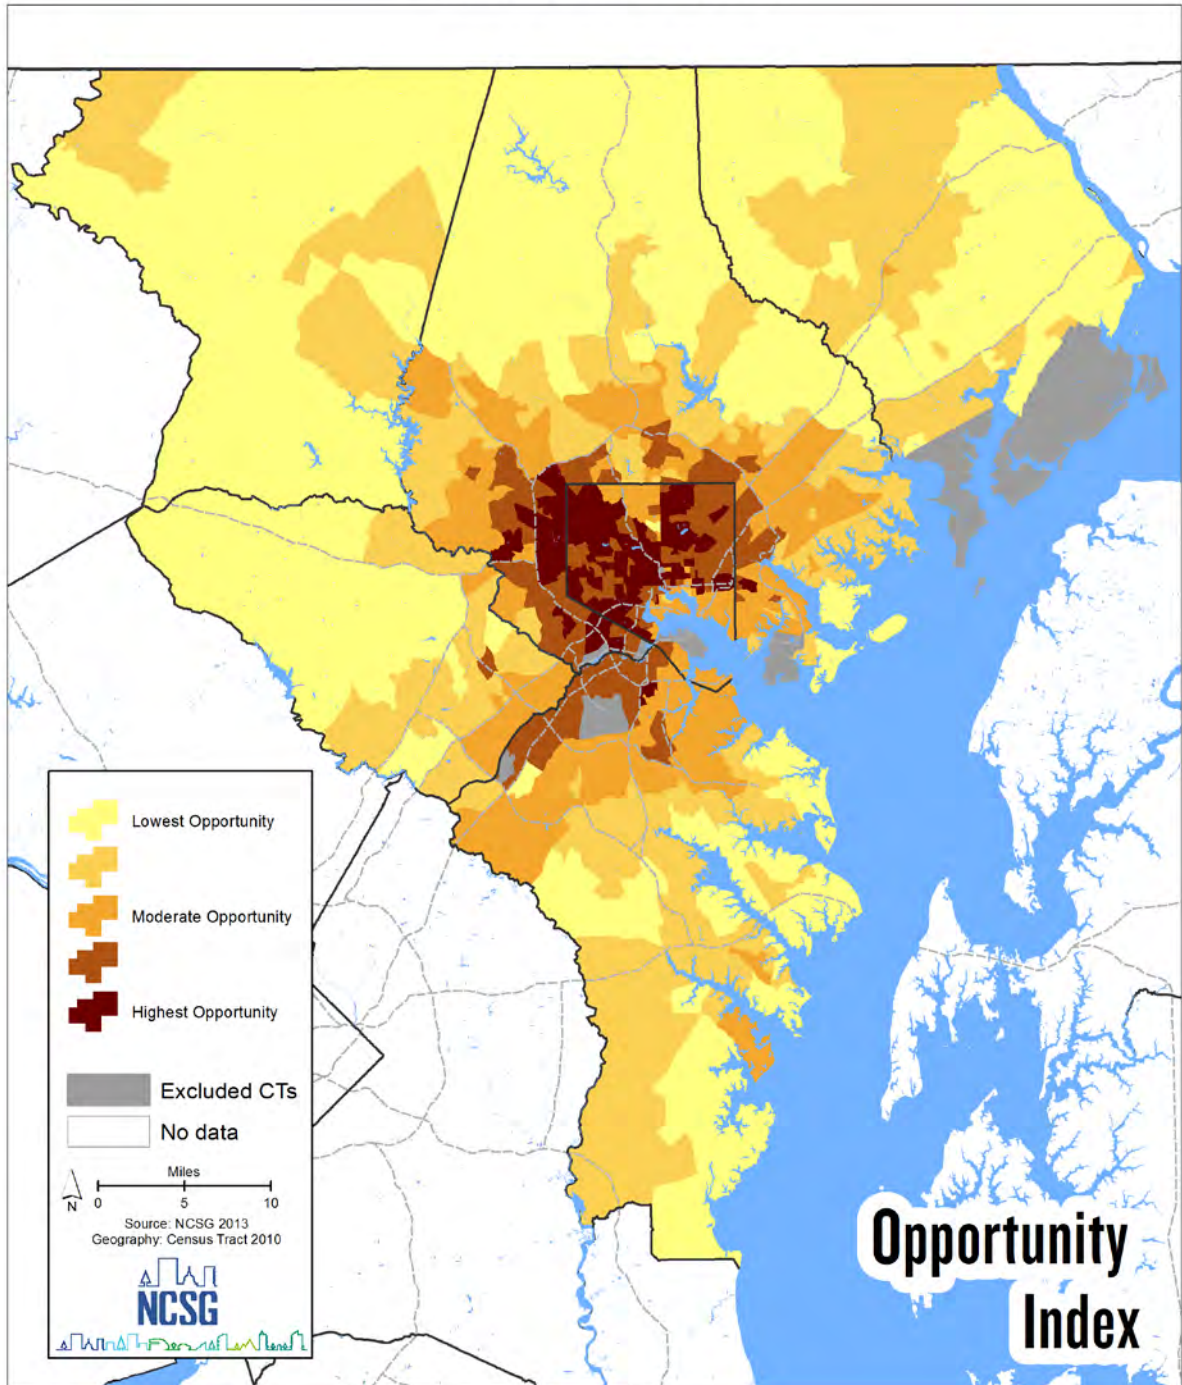 Lowest Opportunity
Moderate Opportunity
Highest Opportunity
Excluded CTs
No data
Miles
N
0 5 10
Source: NCSG 2013
Geography: Census Tract 2010
NCSG
Opportunity
Index